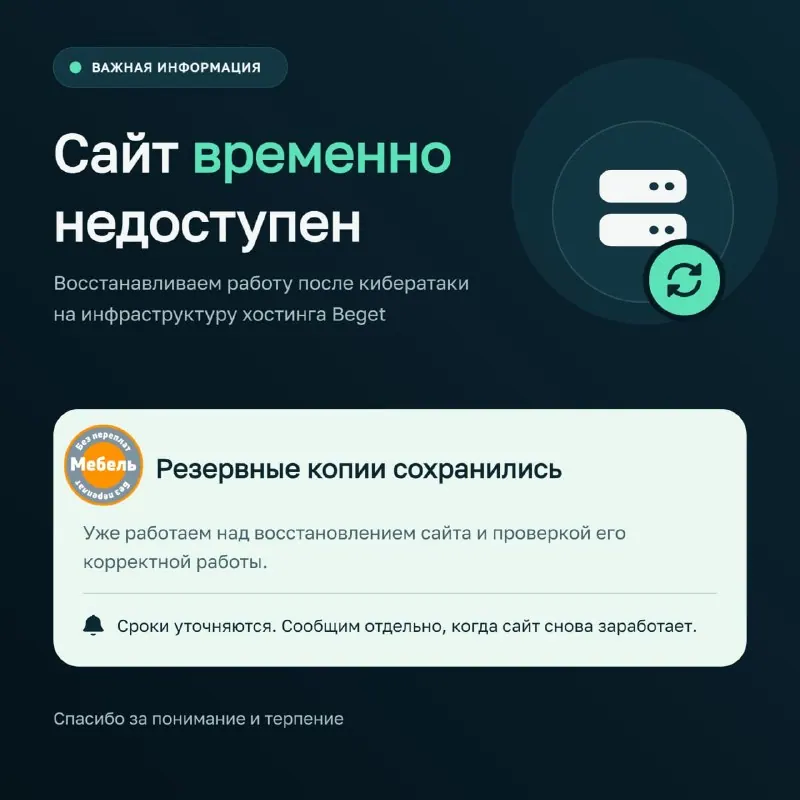 ВАЖНАЯ ИНФОРМАЦИЯ
Сайт временно
недоступен
Восстанавливаем работу после кибератаки
на инфраструктуру хостинга Beget
Без переплат
Мебель
Без переплат
Резервные копии сохранились
Уже работаем над восстановлением сайта и проверкой его
корректной работы.
Сроки уточняются. Сообщим отдельно, когда сайт снова заработает.
Спасибо за понимание и терпение